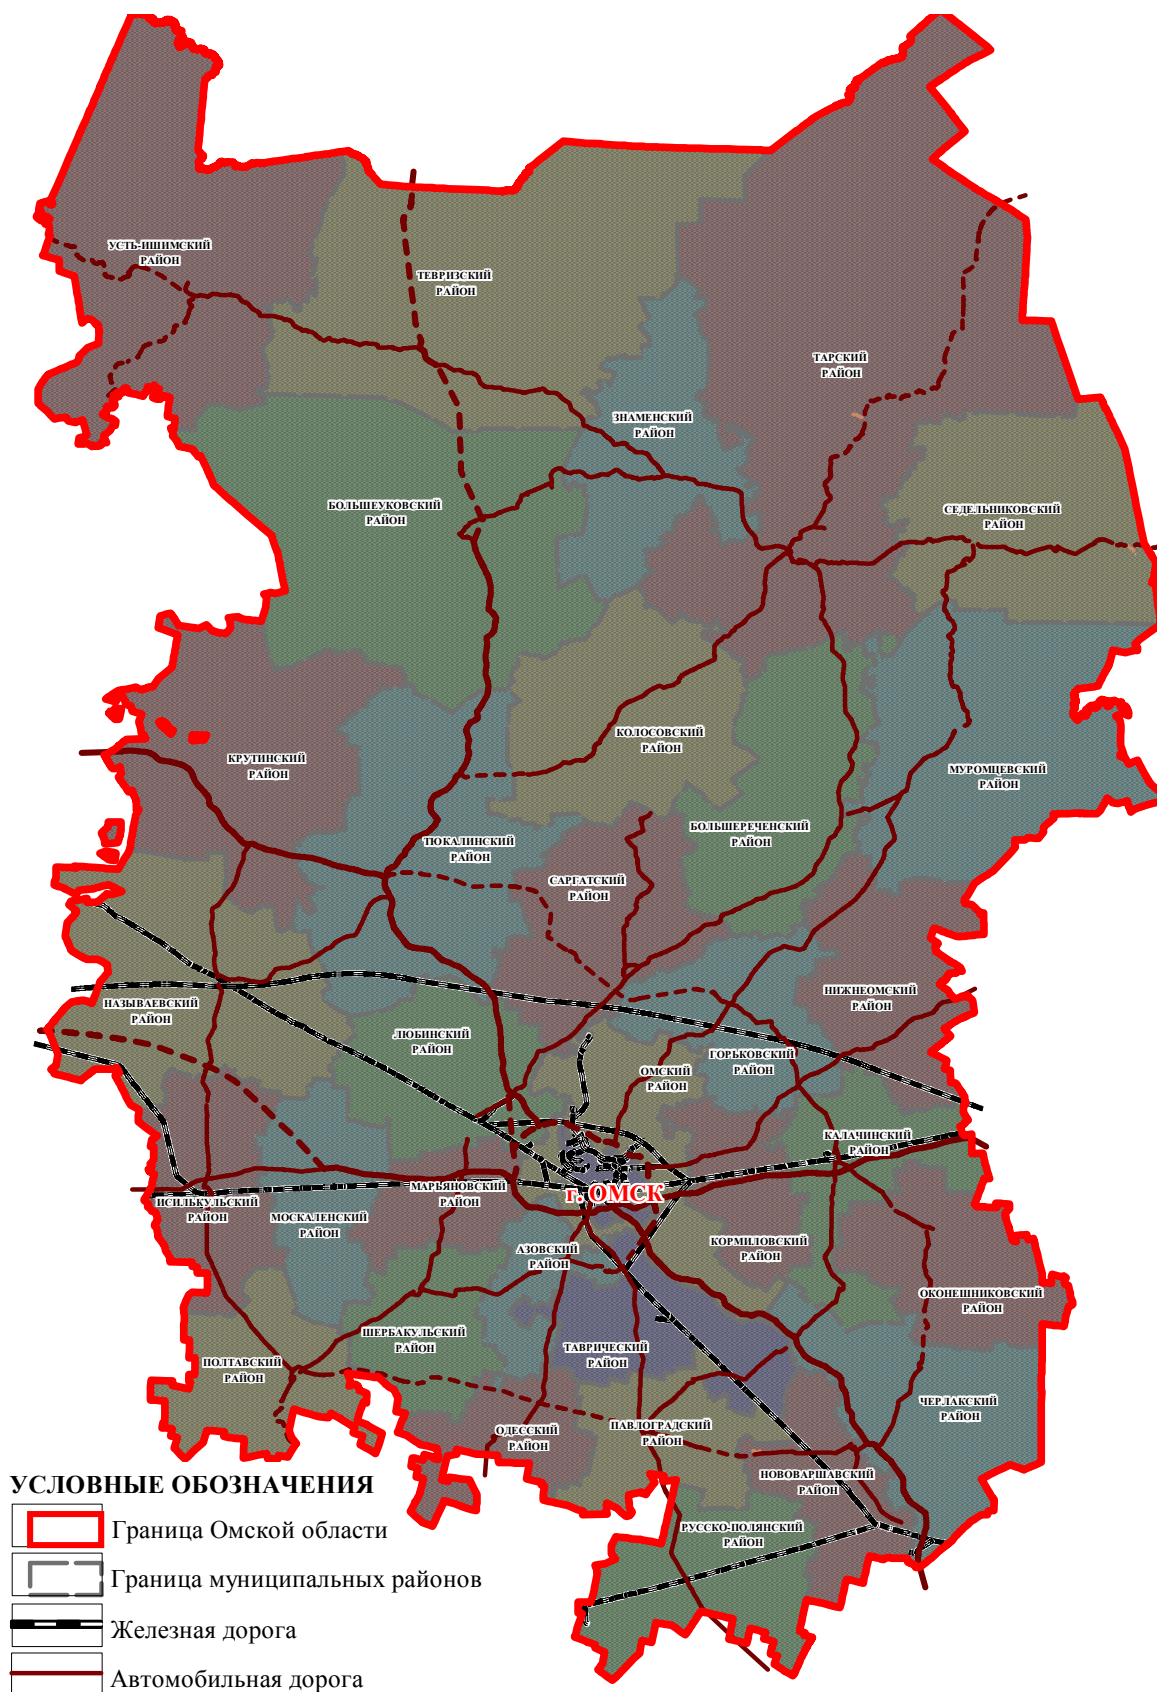 УСТЬ-ИШИМСКИЙ
РАЙОН
ТЕВРИЗСКИЙ
РАЙОН
ТАРСКИЙ
РАЙОН
ЗНАМЕНСКИЙ
РАЙОН
БОЛЬШЕУКОВСКИЙ
РАЙОН
СЕДЕЛЬНИКОВСКИЙ
РАЙОН
КОЛОСОВСКИЙ
РАЙОН
КРУТИНСКИЙ
РАЙОН
МУРОМЦЕВСКИЙ
РАЙОН
БОЛЬШЕРЕЧЕНСКИЙ
РАЙОН
ТЮКАЛИНСКИЙ
РАЙОН
САРГАТСКИЙ
РАЙОН
НИЖНЕОМСКИЙ
РАЙОН
НАЗЫВАЕВСКИЙ
РАЙОН
ЛЮБИНСКИЙ
РАЙОН
ГОРЬКОВСКИЙ
РАЙОН
ОМСКИЙ
РАЙОН
КАЛАЧИНСКИЙ
РАЙОН
МАРЬЯНОВСКИЙ
РАЙОН
г. ОМСК
ИСИЛЬКУЛЬСКИЙ
РАЙОН
МОСКАЛЕНСКИЙ
РАЙОН
АЗОВСКИЙ
РАЙОН
КОРМИЛОВСКИЙ
РАЙОН
ОКОНЕШНИКОВСКИЙ
РАЙОН
ШЕРБАКУЛЬСКИЙ
РАЙОН
ТАВРИЧЕСКИЙ
РАЙОН
ПОЛТАВСКИЙ
РАЙОН
ЧЕРЛАКСКИЙ
РАЙОН
ОДЕССКИЙ
РАЙОН
ПАВЛОГРАДСКИЙ
РАЙОН
НОВОВАРШАВСКИЙ
РАЙОН
РУССКО-ПОЛЯНСКИЙ
РАЙОН
УСЛОВНЫЕ ОБОЗНАЧЕНИЯ
Граница Омской области
Граница муниципальных районов
Железная дорога
Автомобильная дорога